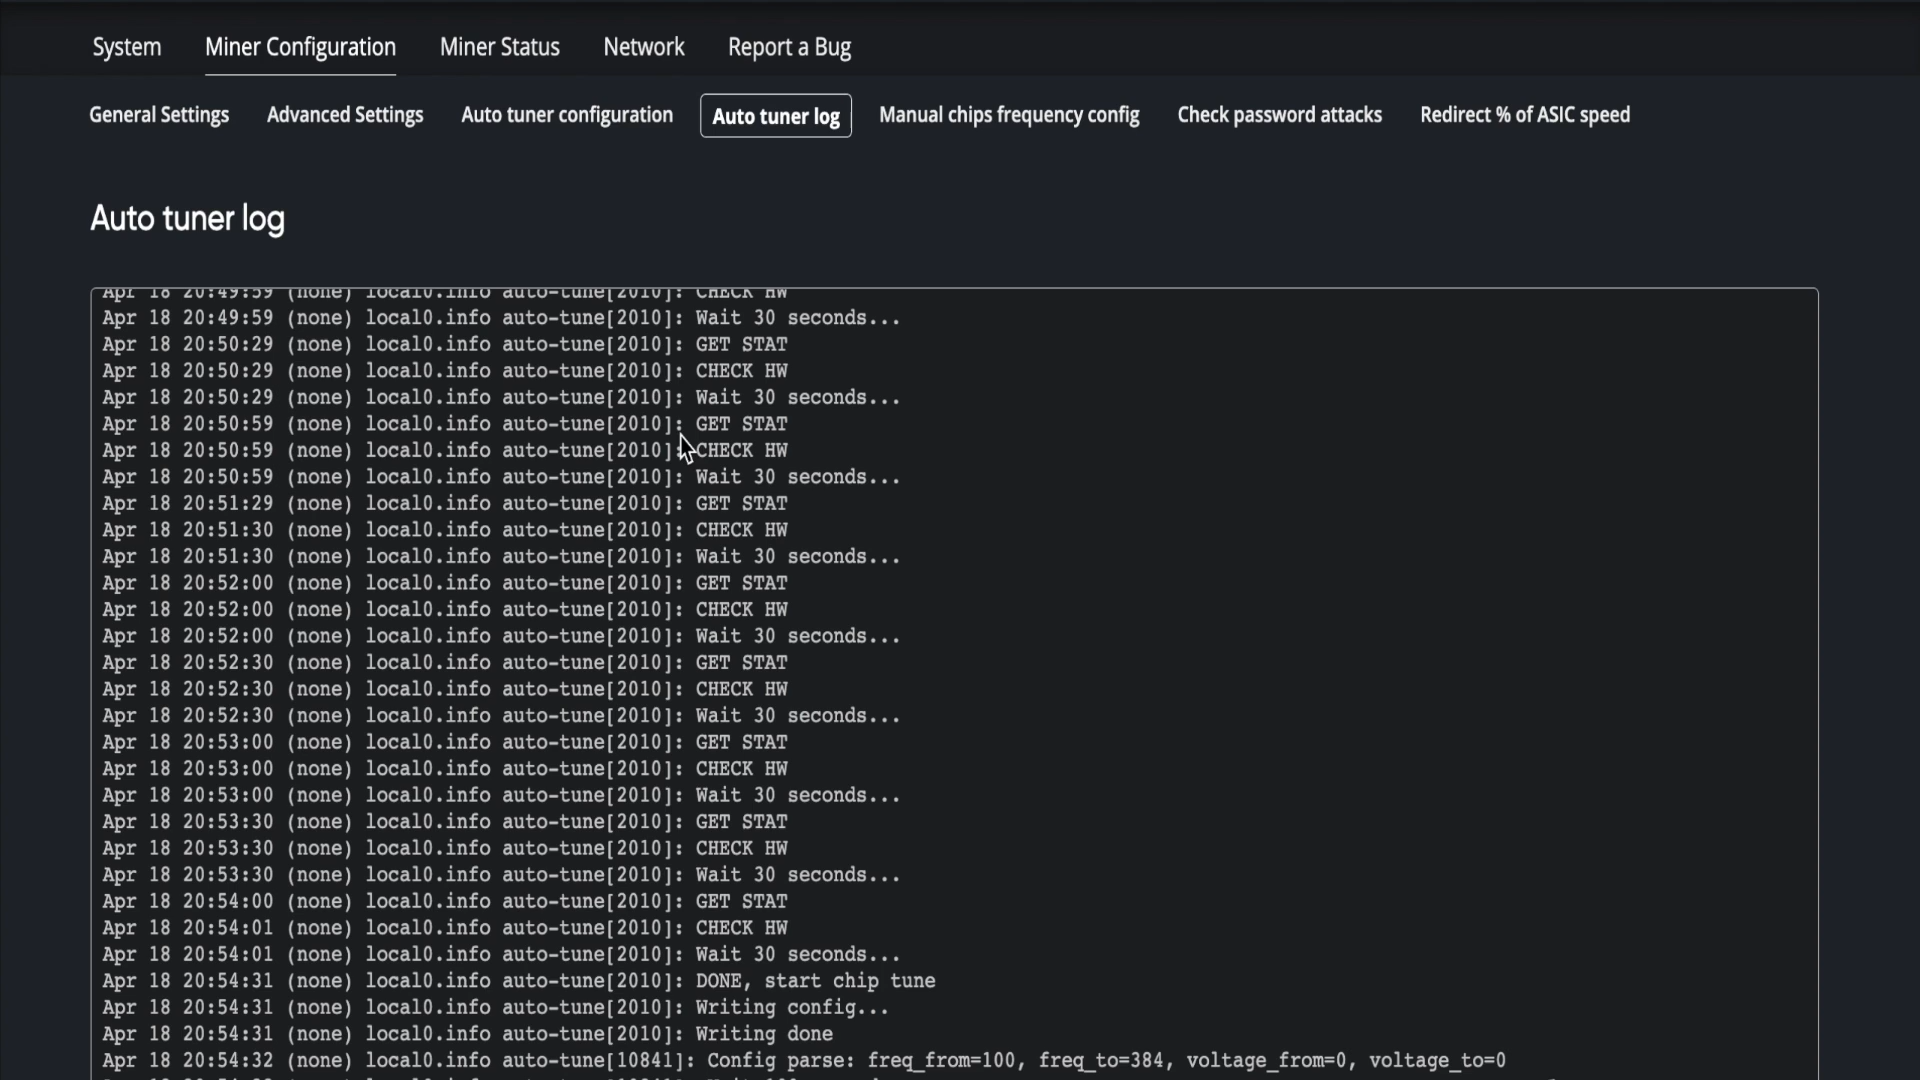 System Miner Configuration Miner Status Network Report a Bug
General Settings Advanced Settings Auto tuner configuration Auto tuner log Manual chips frequency config Check password attacks Redirect % of ASIC speed
Auto tuner log
Apr 18 20:49:59 (none) local0.info auto-tune[2010]: CHECK HW
Apr 18 20:49:59 (none) local0.info auto-tune[2010]: Wait 30 seconds...
Apr 18 20:50:29 (none) local0.info auto-tune[2010]: GET STAT
Apr 18 20:50:29 (none) local0.info auto-tune[2010]: CHECK HW
Apr 18 20:50:29 (none) local0.info auto-tune[2010]: Wait 30 seconds...
Apr 18 20:50:59 (none) local0.info auto-tune[2010]: GET STAT
Apr 18 20:50:59 (none) local0.info auto-tune[2010]: CHECK HW
Apr 18 20:50:59 (none) local0.info auto-tune[2010]: Wait 30 seconds...
Apr 18 20:51:29 (none) local0.info auto-tune[2010]: GET STAT
Apr 18 20:51:30 (none) local0.info auto-tune[2010]: CHECK HW
Apr 18 20:51:30 (none) local0.info auto-tune[2010]: Wait 30 seconds...
Apr 18 20:52:00 (none) local0.info auto-tune[2010]: GET STAT
Apr 18 20:52:00 (none) local0.info auto-tune[2010]: CHECK HW
Apr 18 20:52:00 (none) local0.info auto-tune[2010]: Wait 30 seconds...
Apr 18 20:52:30 (none) local0.info auto-tune[2010]: GET STAT
Apr 18 20:52:30 (none) local0.info auto-tune[2010]: CHECK HW
Apr 18 20:52:30 (none) local0.info auto-tune[2010]: Wait 30 seconds...
Apr 18 20:53:00 (none) local0.info auto-tune[2010]: GET STAT
Apr 18 20:53:00 (none) local0.info auto-tune[2010]: CHECK HW
Apr 18 20:53:00 (none) local0.info auto-tune[2010]: Wait 30 seconds...
Apr 18 20:53:30 (none) local0.info auto-tune[2010]: GET STAT
Apr 18 20:53:30 (none) local0.info auto-tune[2010]: CHECK HW
Apr 18 20:53:30 (none) local0.info auto-tune[2010]: Wait 30 seconds...
Apr 18 20:54:00 (none) local0.info auto-tune[2010]: GET STAT
Apr 18 20:54:01 (none) local0.info auto-tune[2010]: CHECK HW
Apr 18 20:54:01 (none) local0.info auto-tune[2010]: Wait 30 seconds...
Apr 18 20:54:31 (none) local0.info auto-tune[2010]: DONE, start chip tune
Apr 18 20:54:31 (none) local0.info auto-tune[2010]: Writing config...
Apr 18 20:54:31 (none) local0.info auto-tune[2010]: Writing done
Apr 18 20:54:32 (none) local0.info auto-tune[10841]: Config parse: freq_from=100, freq_to=384, voltage_from=0, voltage_to=0